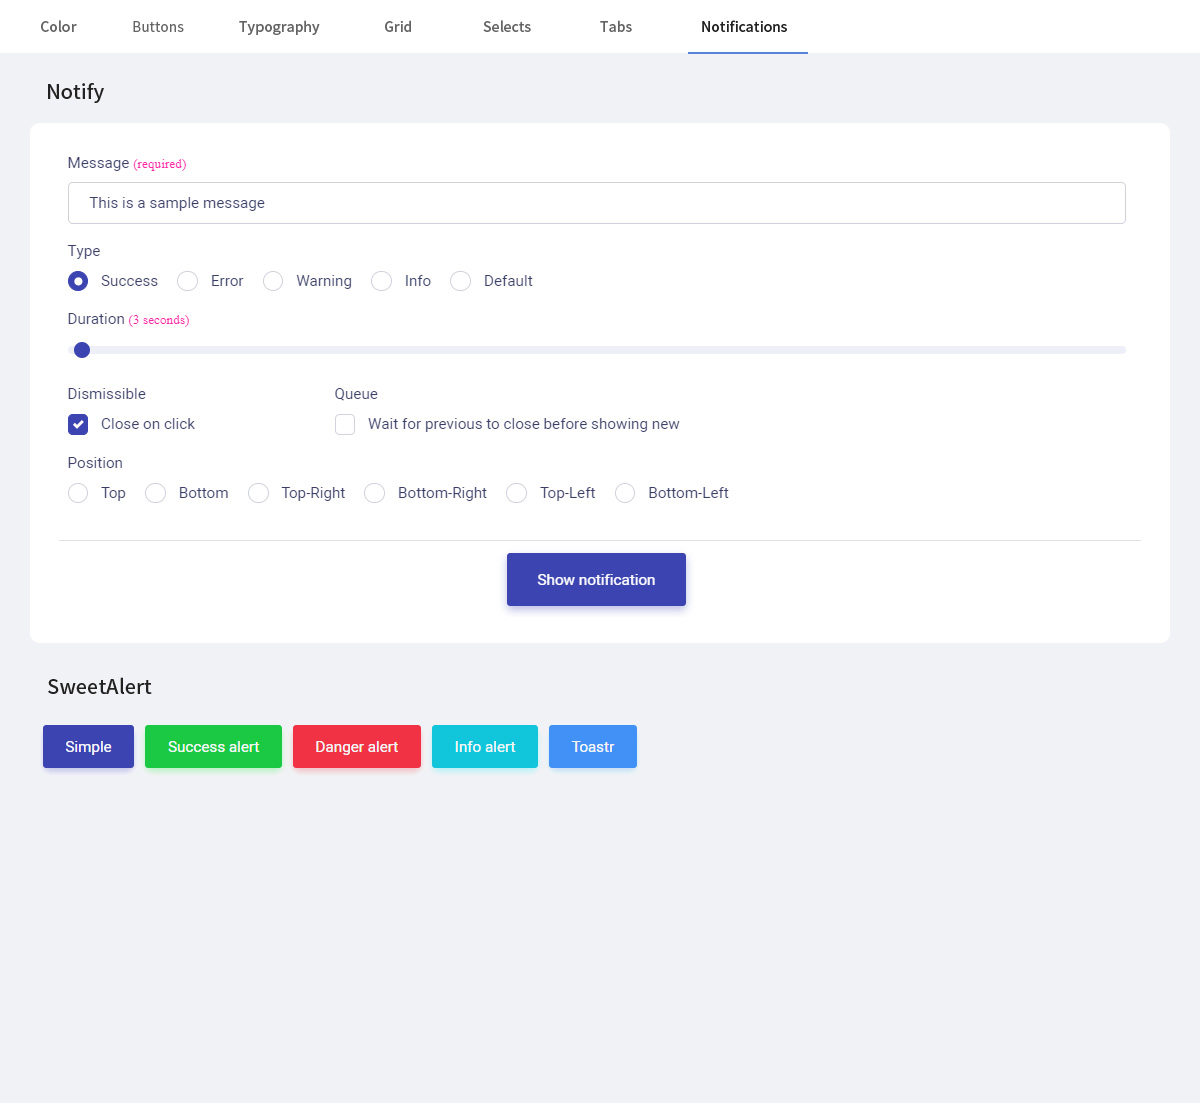 Color Buttons Typography Grid Selects Tabs Notifications
Notify
Message (required)
This is a sample message
Type
Success Error Warning Info Default
Duration (3 seconds)
Dismissible Queue
Close on click Wait for previous to close before showing new
Position
Top Bottom Top-Right Bottom-Right Top-Left Bottom-Left
Show notification
SweetAlert
Simple Success alert Danger alert Info alert Toastr